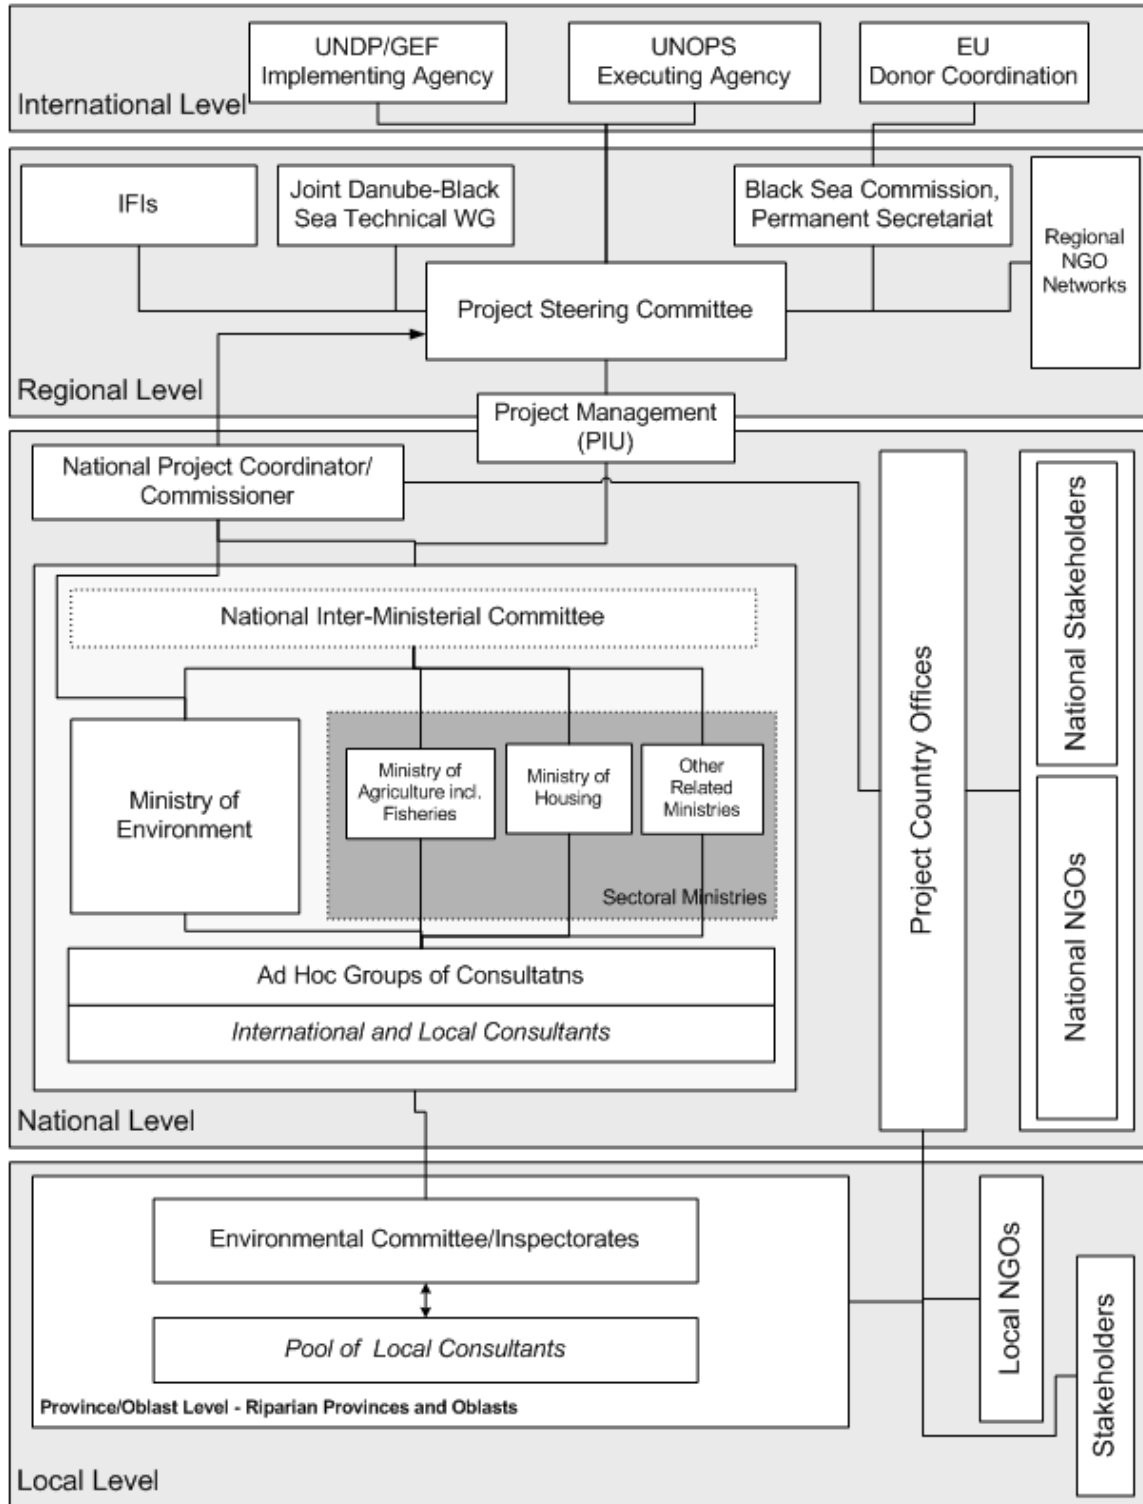 UNDP/GEF
Implementing Agency
UNOPS
Executing Agency
EU
Donor Coordination
International Level
IFIs
Joint Danube-Black
Sea Technical WG
Black Sea Commission,
Permanent Secretariat
Regional
NGO
Networks
Project Steering Committee
Regional Level
Project Management
(PIU)
National Project Coordinator/
Commissioner
National Inter-Ministerial Committee
Ministry of
Environment
Ministry of
Agriculture incl.
Fisheries
Ministry of
Housing
Other
Related
Ministries
Sectoral Ministries
Ad Hoc Groups of Consultatns
International and Local Consultants
Project Country Offices
National Stakeholders
National NGOs
National Level
Environmental Committee/Inspectorates
Pool of Local Consultants
Province/Oblast Level - Riparian Provinces and Oblasts
Local NGOs
Stakeholders
Local Level